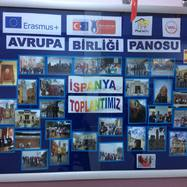 Erasmus+
AVRUPA BİRLİĞİ PANOSU
İSPANYA
TOPLANTIMIZ